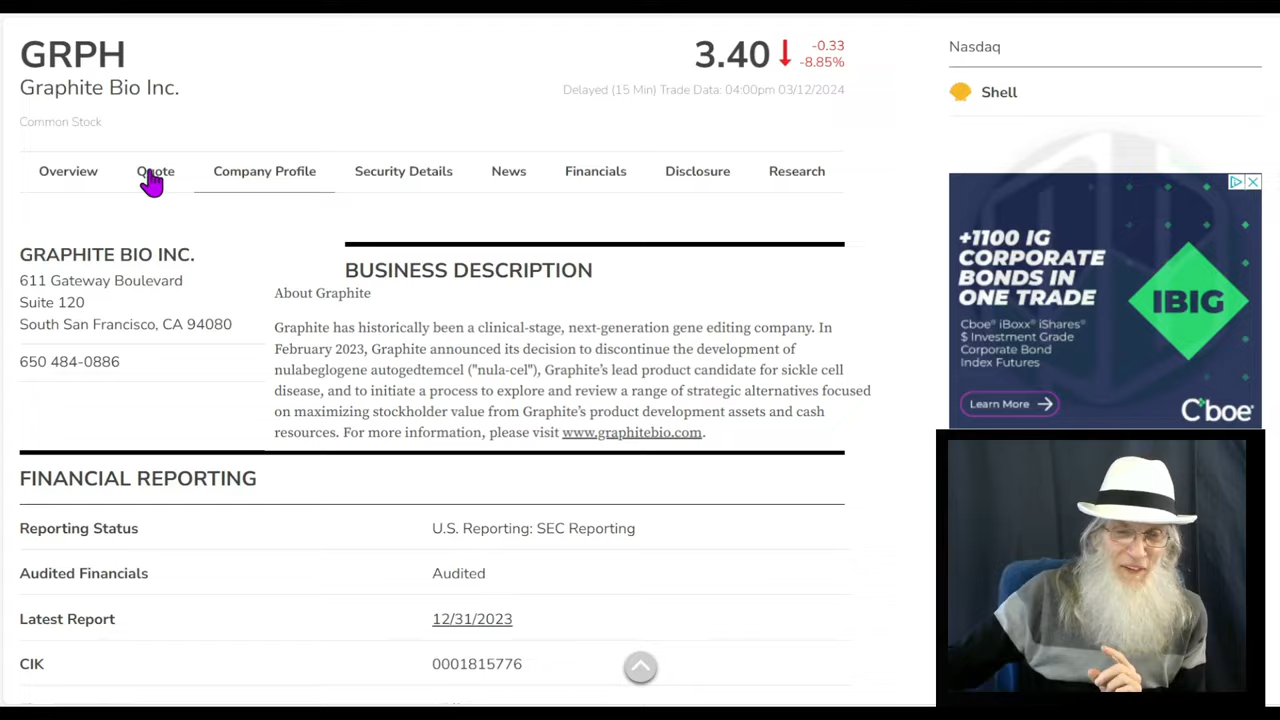 GRPH
3.40
-0.33
-8.85%
Graphite Bio Inc.
Delayed (15 Min) Trade Data: 04:00pm 03/12/2024
Common Stock
Overview
Quote
Company Profile
Security Details
News
Financials
Disclosure
Research
GRAPHITE BIO INC.
611 Gateway Boulevard
Suite 120
South San Francisco, CA 94080
650 484-0886
BUSINESS DESCRIPTION
About Graphite
Graphite has historically been a clinical-stage, next-generation gene editing company. In
February 2023, Graphite announced its decision to discontinue the development of
nulabeglogene autogedtemcel ("nula-cel"), Graphite's lead product candidate for sickle cell
disease, and to initiate a process to explore and review a range of strategic alternatives focused
on maximizing stockholder value from Graphite's product development assets and cash
resources. For more information, please visit www.graphitebio.com.
FINANCIAL REPORTING
Reporting Status U.S. Reporting: SEC Reporting
Audited Financials Audited
Latest Report 12/31/2023
CIK 0001815776
Nasdaq
Shell
+1100 IG
CORPORATE
BONDS IN
ONE TRADE
IBIG
Cboe® iBoxx® iShares®
$ Investment Grade
Corporate Bond
Index Futures
Learn More
Cboe